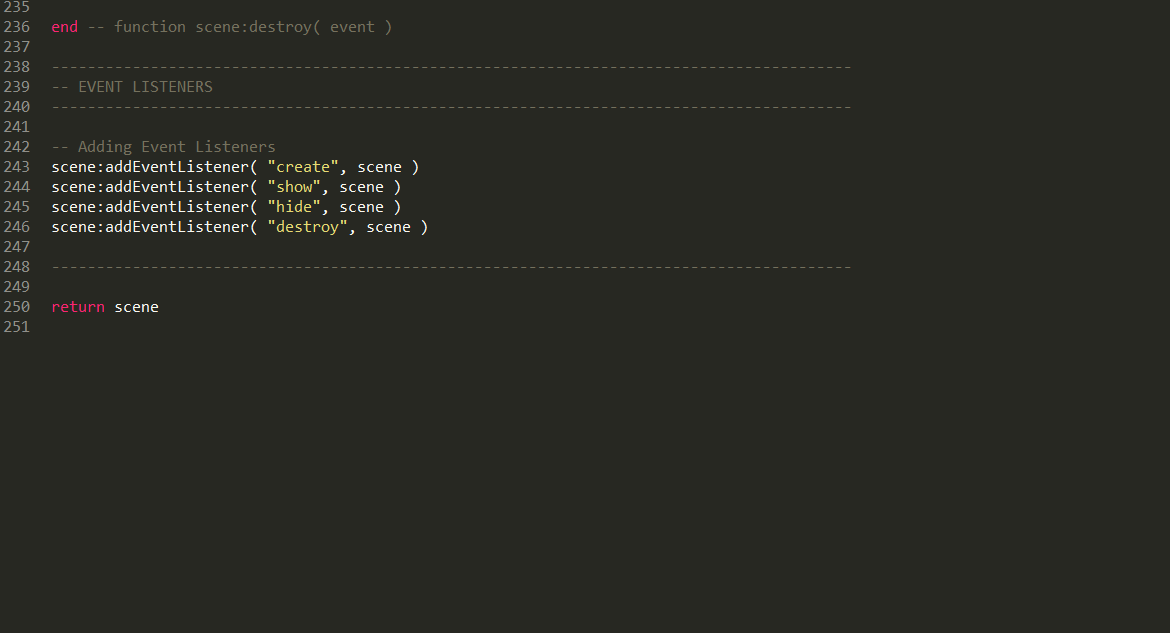 235
236 end -- function scene:destroy( event )
237
238 -----------------------------------------------------------------------------------------
239 -- EVENT LISTENERS
240 -----------------------------------------------------------------------------------------
241
242 -- Adding Event Listeners
243 scene:addEventListener( "create", scene )
244 scene:addEventListener( "show", scene )
245 scene:addEventListener( "hide", scene )
246 scene:addEventListener( "destroy", scene )
247
248 -----------------------------------------------------------------------------------------
249
250 return scene
251